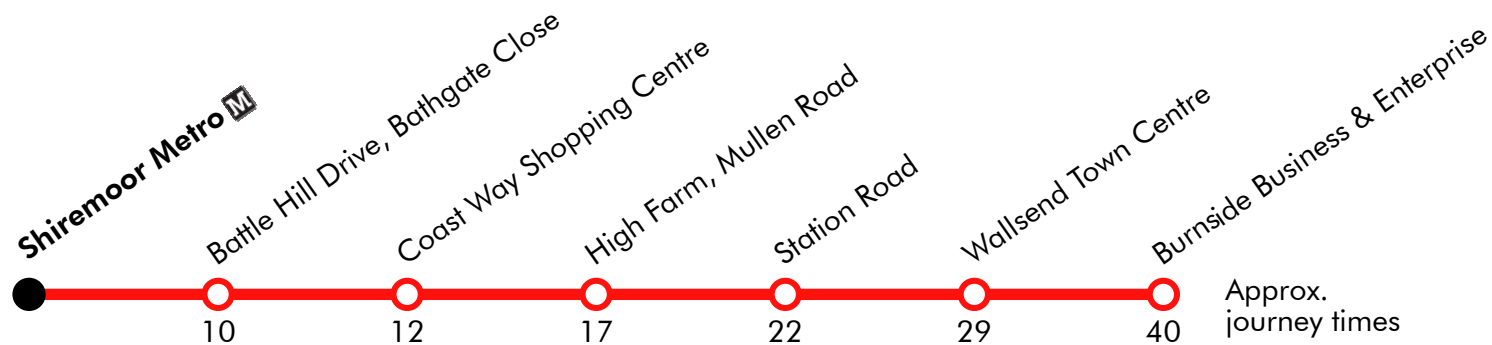 Shiremoor Metro M
Battle Hill Drive, Bathgate Close
Coast Way Shopping Centre
High Farm, Mullen Road
Station Road
Wallsend Town Centre
Burnside Business & Enterprise
10 12 17 22 29 40
Approx.
journey times